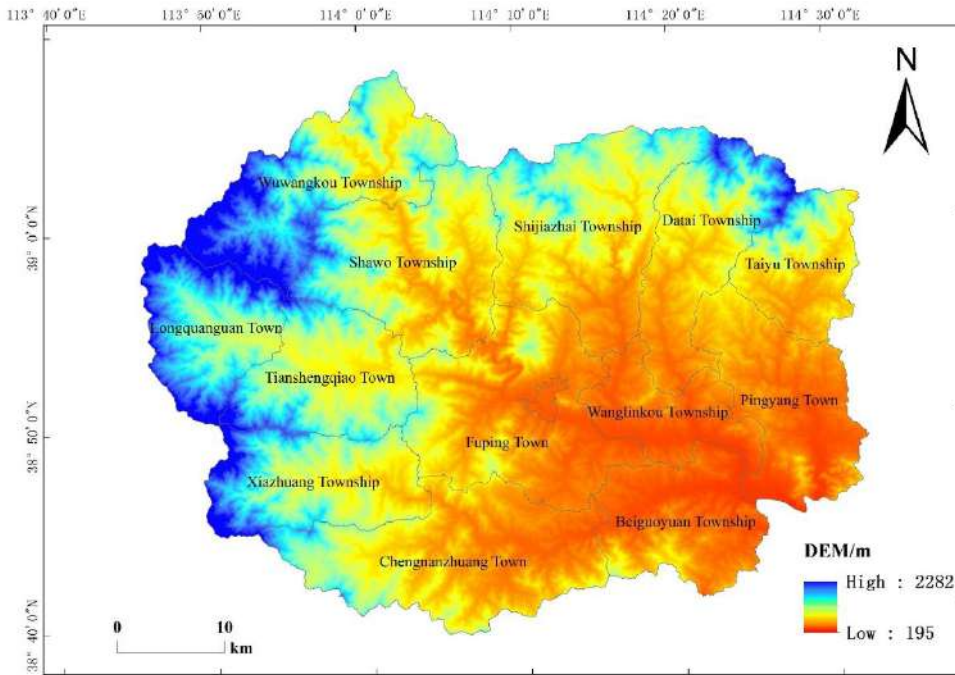 113° 40′ 0″E
113° 50′ 0″E
114° 0′ 0″E
114° 10′ 0″E
114° 20′ 0″E
114° 30′ 0″E
N
Wuwangkou Township
Shijiazhai Township
Datai Township
39° 0′ 0″N
Shawo Township
Taiyu Township
Longquanguan Town
Tianshengqiao Town
Pingyang Town
Wanglinkou Township
38° 50′ 0″N
Fuping Town
Xiazhuang Township
Beiguoyuan Township
Chengnanzhuang Town
DEM/m
High : 2282
Low : 195
0 10
km
38° 40′ 0″N